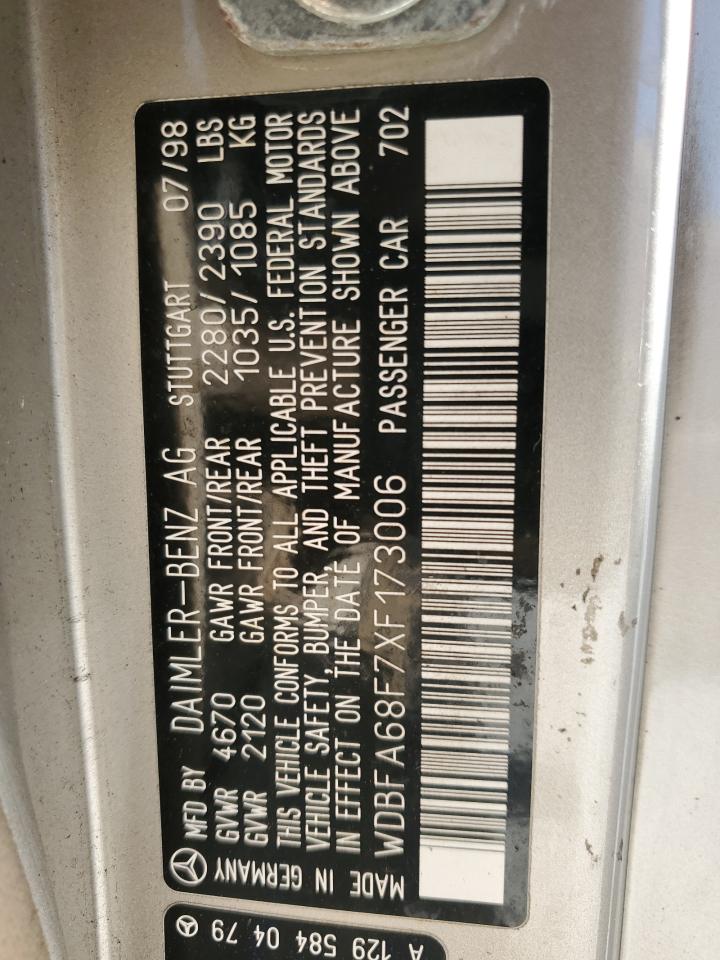 MFD BY DAIMLER-BENZ AG STUTTGART 07/98
GVWR 4670 GAWR FRONT/REAR 2280/2390 LBS
GVWR 2120 GAWR FRONT/REAR 1035/1085 KG
THIS VEHICLE CONFORMS TO ALL APPLICABLE U.S. FEDERAL MOTOR
VEHICLE SAFETY, BUMPER, AND THEFT PREVENTION STANDARDS
IN EFFECT ON THE DATE OF MANUFACTURE SHOWN ABOVE
WDBFA68F7XF173006 PASSENGER CAR 702
MADE IN GERMANY
A 129 584 04 79